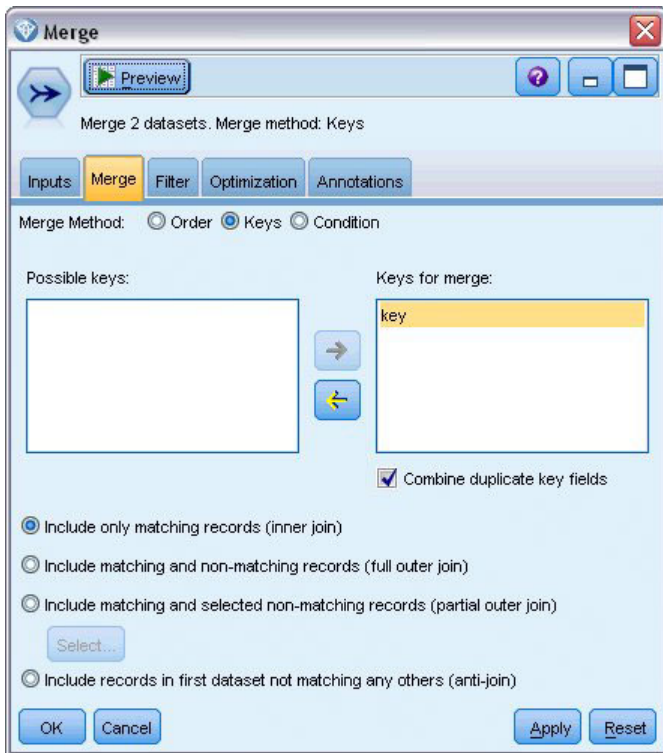 Merge
Preview
?
Merge 2 datasets. Merge method: Keys
Inputs Merge Filter Optimization Annotations
Merge Method: Order Keys Condition
Possible keys: Keys for merge:
key
Combine duplicate key fields
Include only matching records (inner join)
Include matching and non-matching records (full outer join)
Include matching and selected non-matching records (partial outer join)
Select...
Include records in first dataset not matching any others (anti-join)
OK Cancel Apply Reset